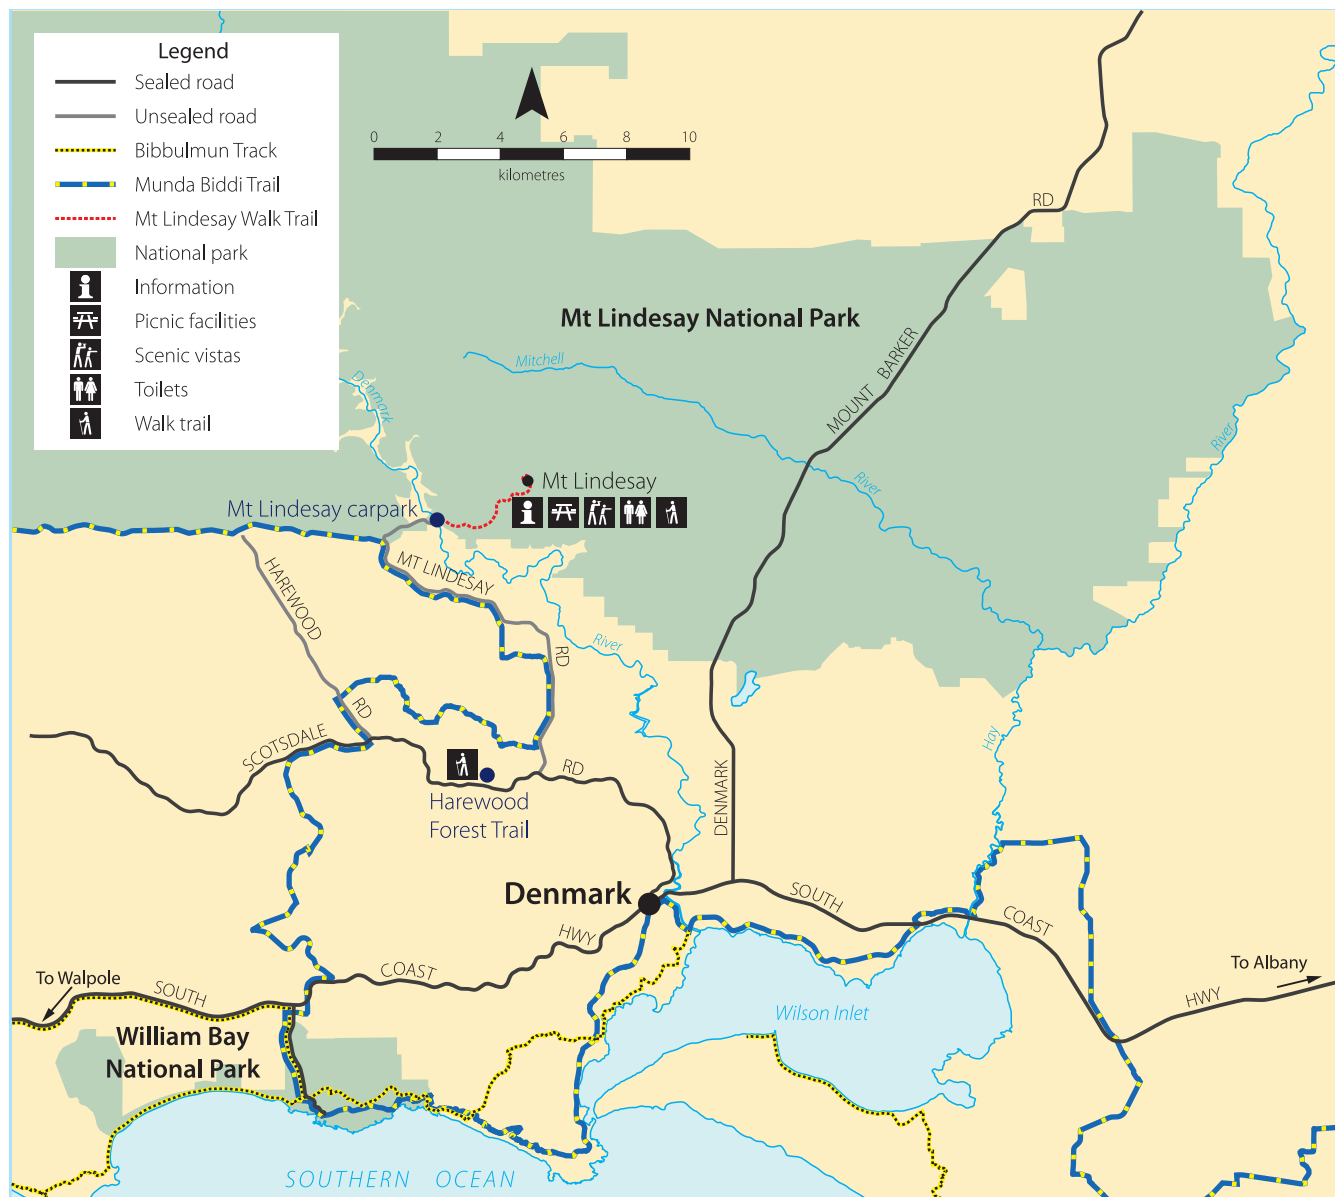 Legend
Sealed road
Unsealed road
Bibbulmun Track
Munda Biddi Trail
Mt Lindesay Walk Trail
National park
Information
Picnic facilities
Scenic vistas
Toilets
Walk trail
0 2 4 6 8 10
kilometres
RD
Mt Lindesay National Park
Mitchell
MOUNT BARKER
Denmark
River
River
Mt Lindesay
Mt Lindesay carpark
HAREWOOD
MT LINDESAY
River
RD
RD
SCOTSDALE
Hay
RD
DENMARK
Harewood
Forest Trail
Denmark
SOUTH
COAST
HWY
COAST
To Walpole
SOUTH
To Albany
HWY
Wilson Inlet
William Bay
National Park
SOUTHERN OCEAN